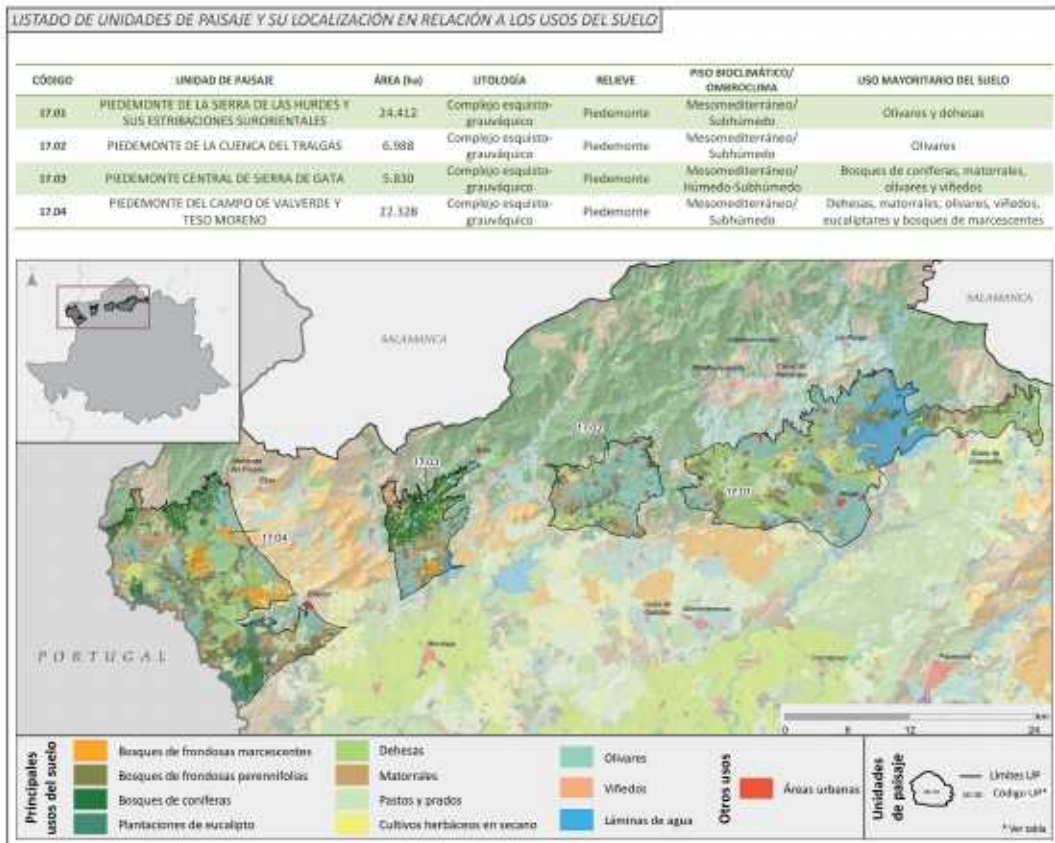 LISTADO DE UNIDADES DE PAISAJE Y SU LOCALIZACIÓN EN RELACIÓN A LOS USOS DEL SUELO
CÓDIGO UNIDAD DE PAISAJE ÁREA (ha) LITOLOGÍA RELIEVE PISO BIOCLIMÁTICO/ OMBROCLIMA USO MAYORITARIO DEL SUELO
17.01 PIEDEMONTE DE LA SIERRA DE LAS HURDES Y SUS ESTRIBACIONES SURORIENTALES 24.412 Complejo esquisto-grauváquico Piedemonte Mesomediterráneo/ Subhúmedo Olivares y dehesas
17.02 PIEDEMONTE DE LA CUENCA DEL TRALGÁS 6.988 Complejo esquisto-grauváquico Piedemonte Mesomediterráneo/ Subhúmedo Olivares
17.03 PIEDEMONTE CENTRAL DE SIERRA DE GATA 5.830 Complejo esquisto-grauváquico Piedemonte Mesomediterráneo/ Húmedo-Subhúmedo Bosques de coníferas, matorrales, olivares y viñedos
17.04 PIEDEMONTE DEL CAMPO DE VALVERDE Y TESO MORENO 22.328 Complejo esquisto-grauváquico Piedemonte Mesomediterráneo/ Subhúmedo Dehesas, matorrales, olivares, viñedos, eucaliptares y bosques de marcescentes
SALAMANCA
SALAMANCA
17.02
17.03
17.01
17.04
PORTUGAL
0 6 12 24
Km
Principales usos del suelo
Bosques de frondosas marcescentes
Bosques de frondosas perennifolias
Bosques de coníferas
Plantaciones de eucalipto
Dehesas
Matorrales
Pastos y prados
Cultivos herbáceos en secano
Olivares
Viñedos
Láminas de agua
Otros usos
Áreas urbanas
Unidades de paisaje
Límites UP
Código UP*
* Ver tabla